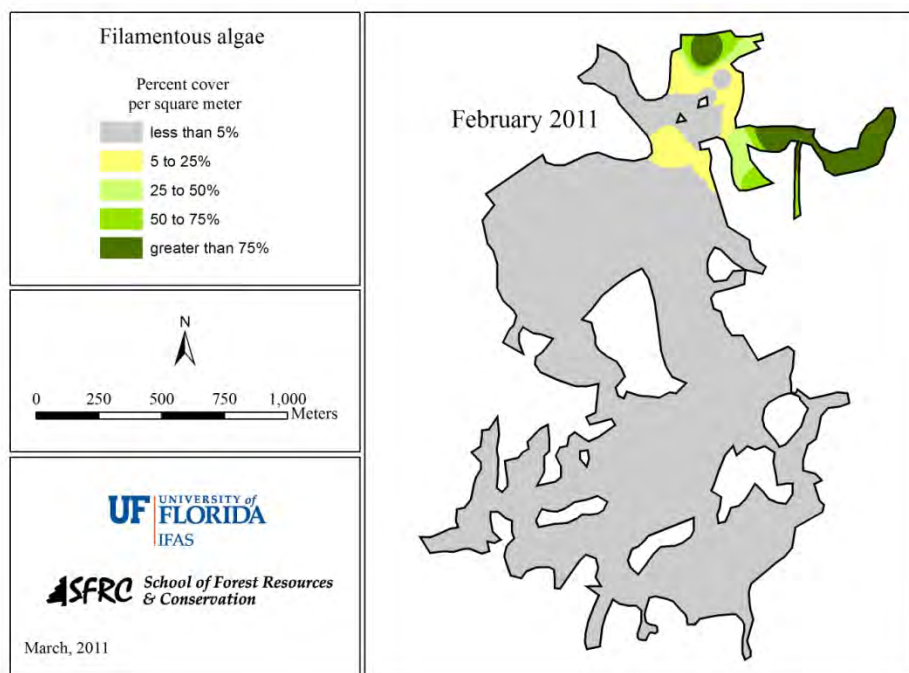 Filamentous algae
Percent cover
per square meter
less than 5%
5 to 25%
25 to 50%
50 to 75%
greater than 75%
February 2011
N
0 250 500 750 1,000
Meters
UF UNIVERSITY of
FLORIDA
IFAS
SFRC School of Forest Resources
& Conservation
March, 2011